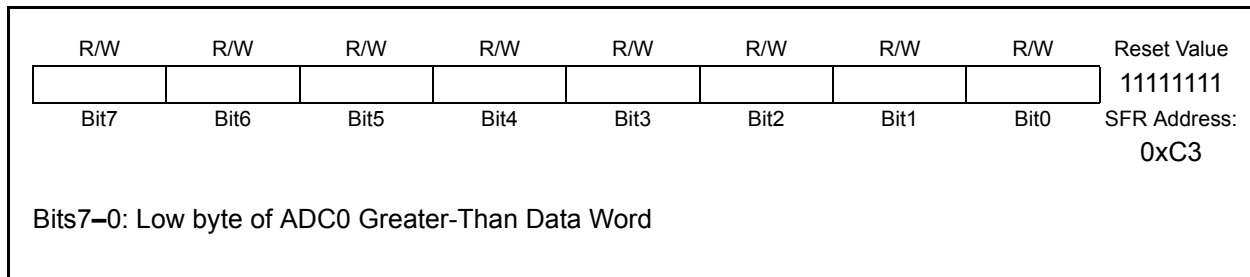 R/W R/W R/W R/W R/W R/W R/W R/W Reset Value
11111111
Bit7 Bit6 Bit5 Bit4 Bit3 Bit2 Bit1 Bit0 SFR Address:
0xC3
Bits7–0: Low byte of ADC0 Greater-Than Data Word